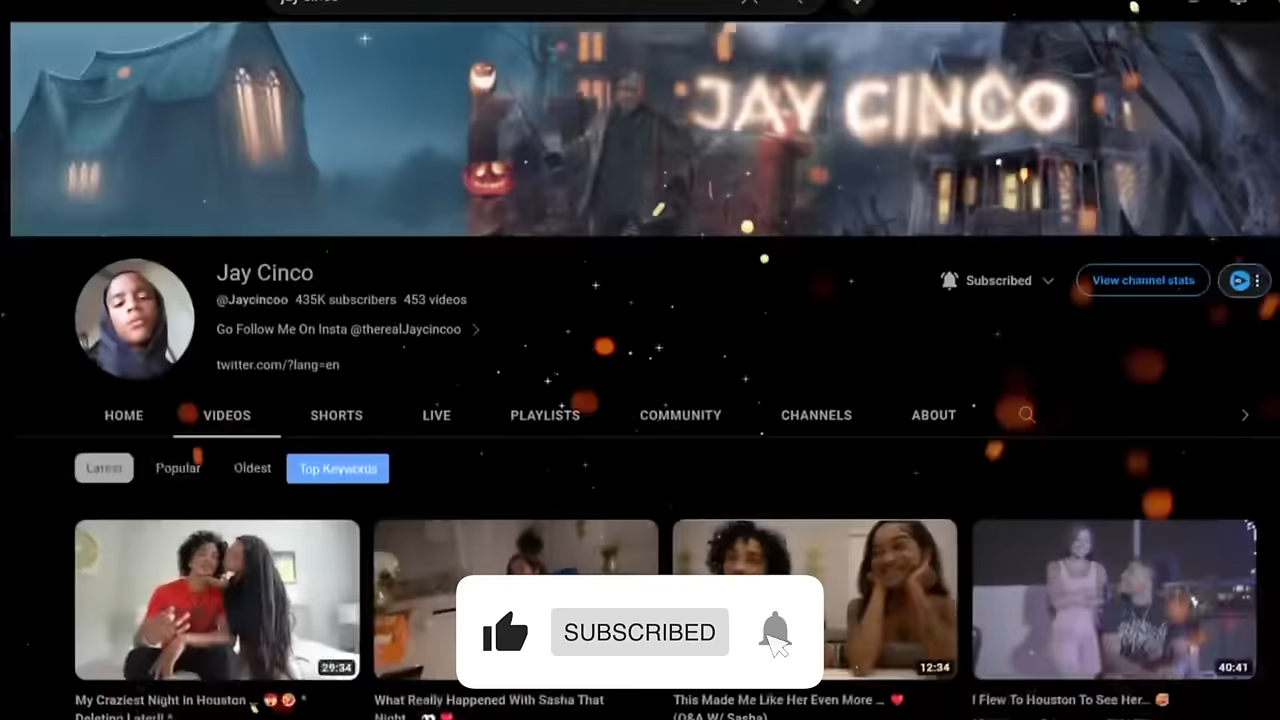 jay cinco
JAY CINCO
Jay Cinco
@Jaycincoo 435K subscribers 453 videos
Subscribed
View channel stats
Go Follow Me On Insta @therealJaycincoo
twitter.com/?lang=en
HOME VIDEOS SHORTS LIVE PLAYLISTS COMMUNITY CHANNELS ABOUT
Latest Popular Oldest Top Keywords
29:34
12:34
40:41
SUBSCRIBED
My Craziest Night in Houston ..
What Really Happened With Sasha That
This Made Me Like Her Even More ...
I Flew To Houston To See Her...
Deleting Later!! *
Night..
(Q&A W/ Sasha)